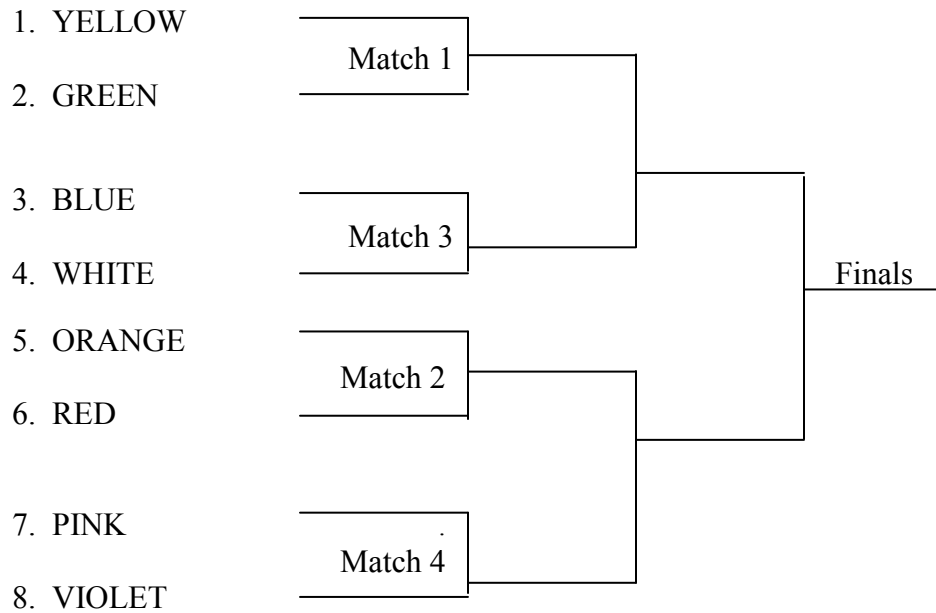 1. YELLOW
Match 1
2. GREEN
3. BLUE
Match 3
4. WHITE
Finals
5. ORANGE
Match 2
6. RED
7. PINK
Match 4
8. VIOLET